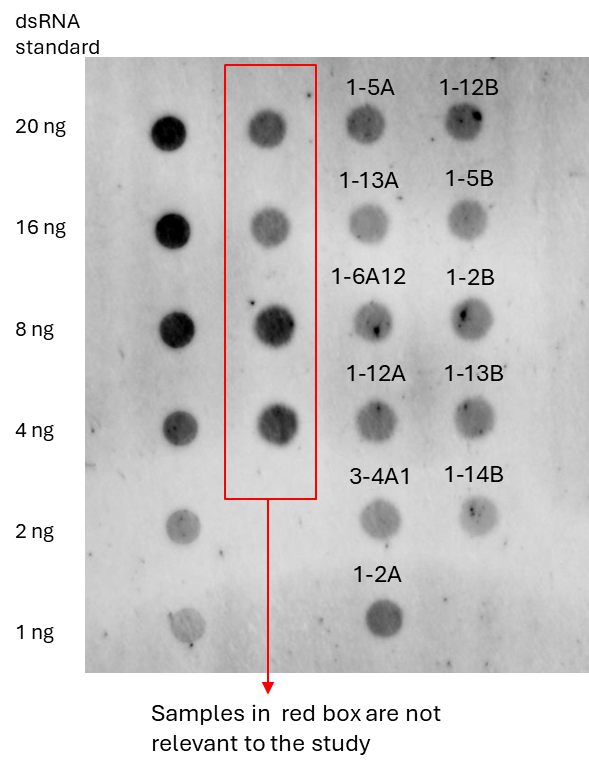 dsRNA
standard
1-5A
1-12B
20 ng
1-13A
1-5B
16 ng
1-6A12
1-2B
8 ng
1-12A
1-13B
4 ng
3-4A1
1-14B
2 ng
1-2A
1 ng
Samples in red box are not
relevant to the study